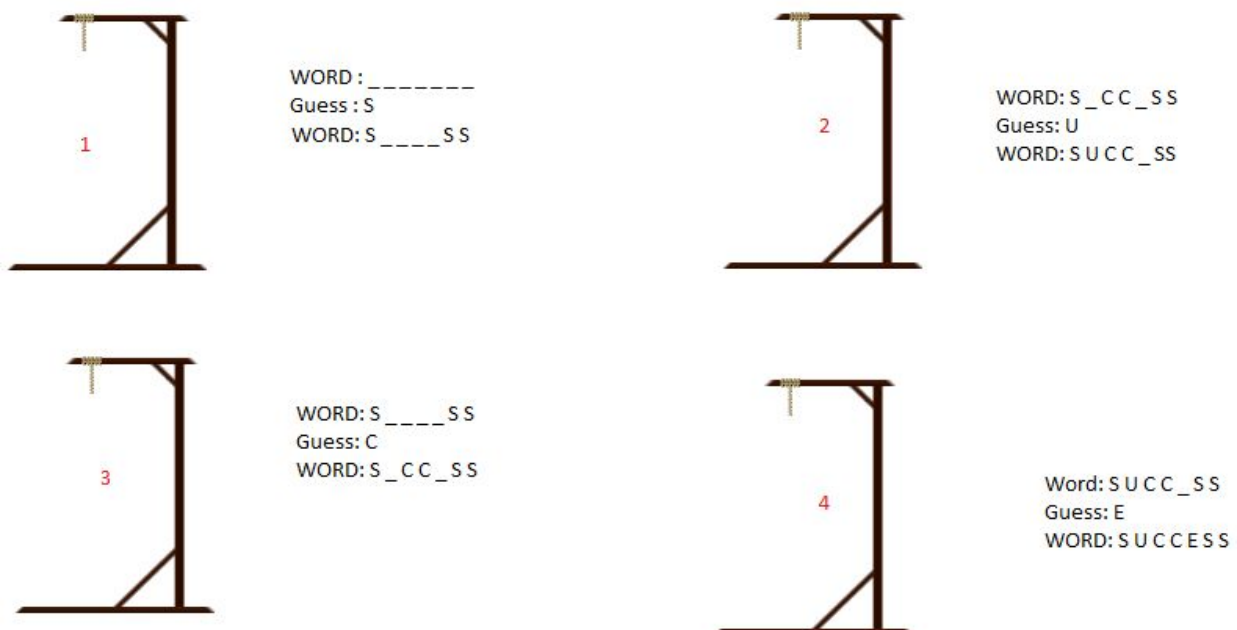 1
WORD : _ _ _ _ _ _ _
Guess : S
WORD: S _ _ _ _ S S
2
WORD: S _ C C _ S S
Guess: U
WORD: S U C C _ SS
3
WORD: S _ _ _ _ S S
Guess: C
WORD: S _ C C _ S S
4
Word: S U C C _ S S
Guess: E
WORD: S U C C E S S